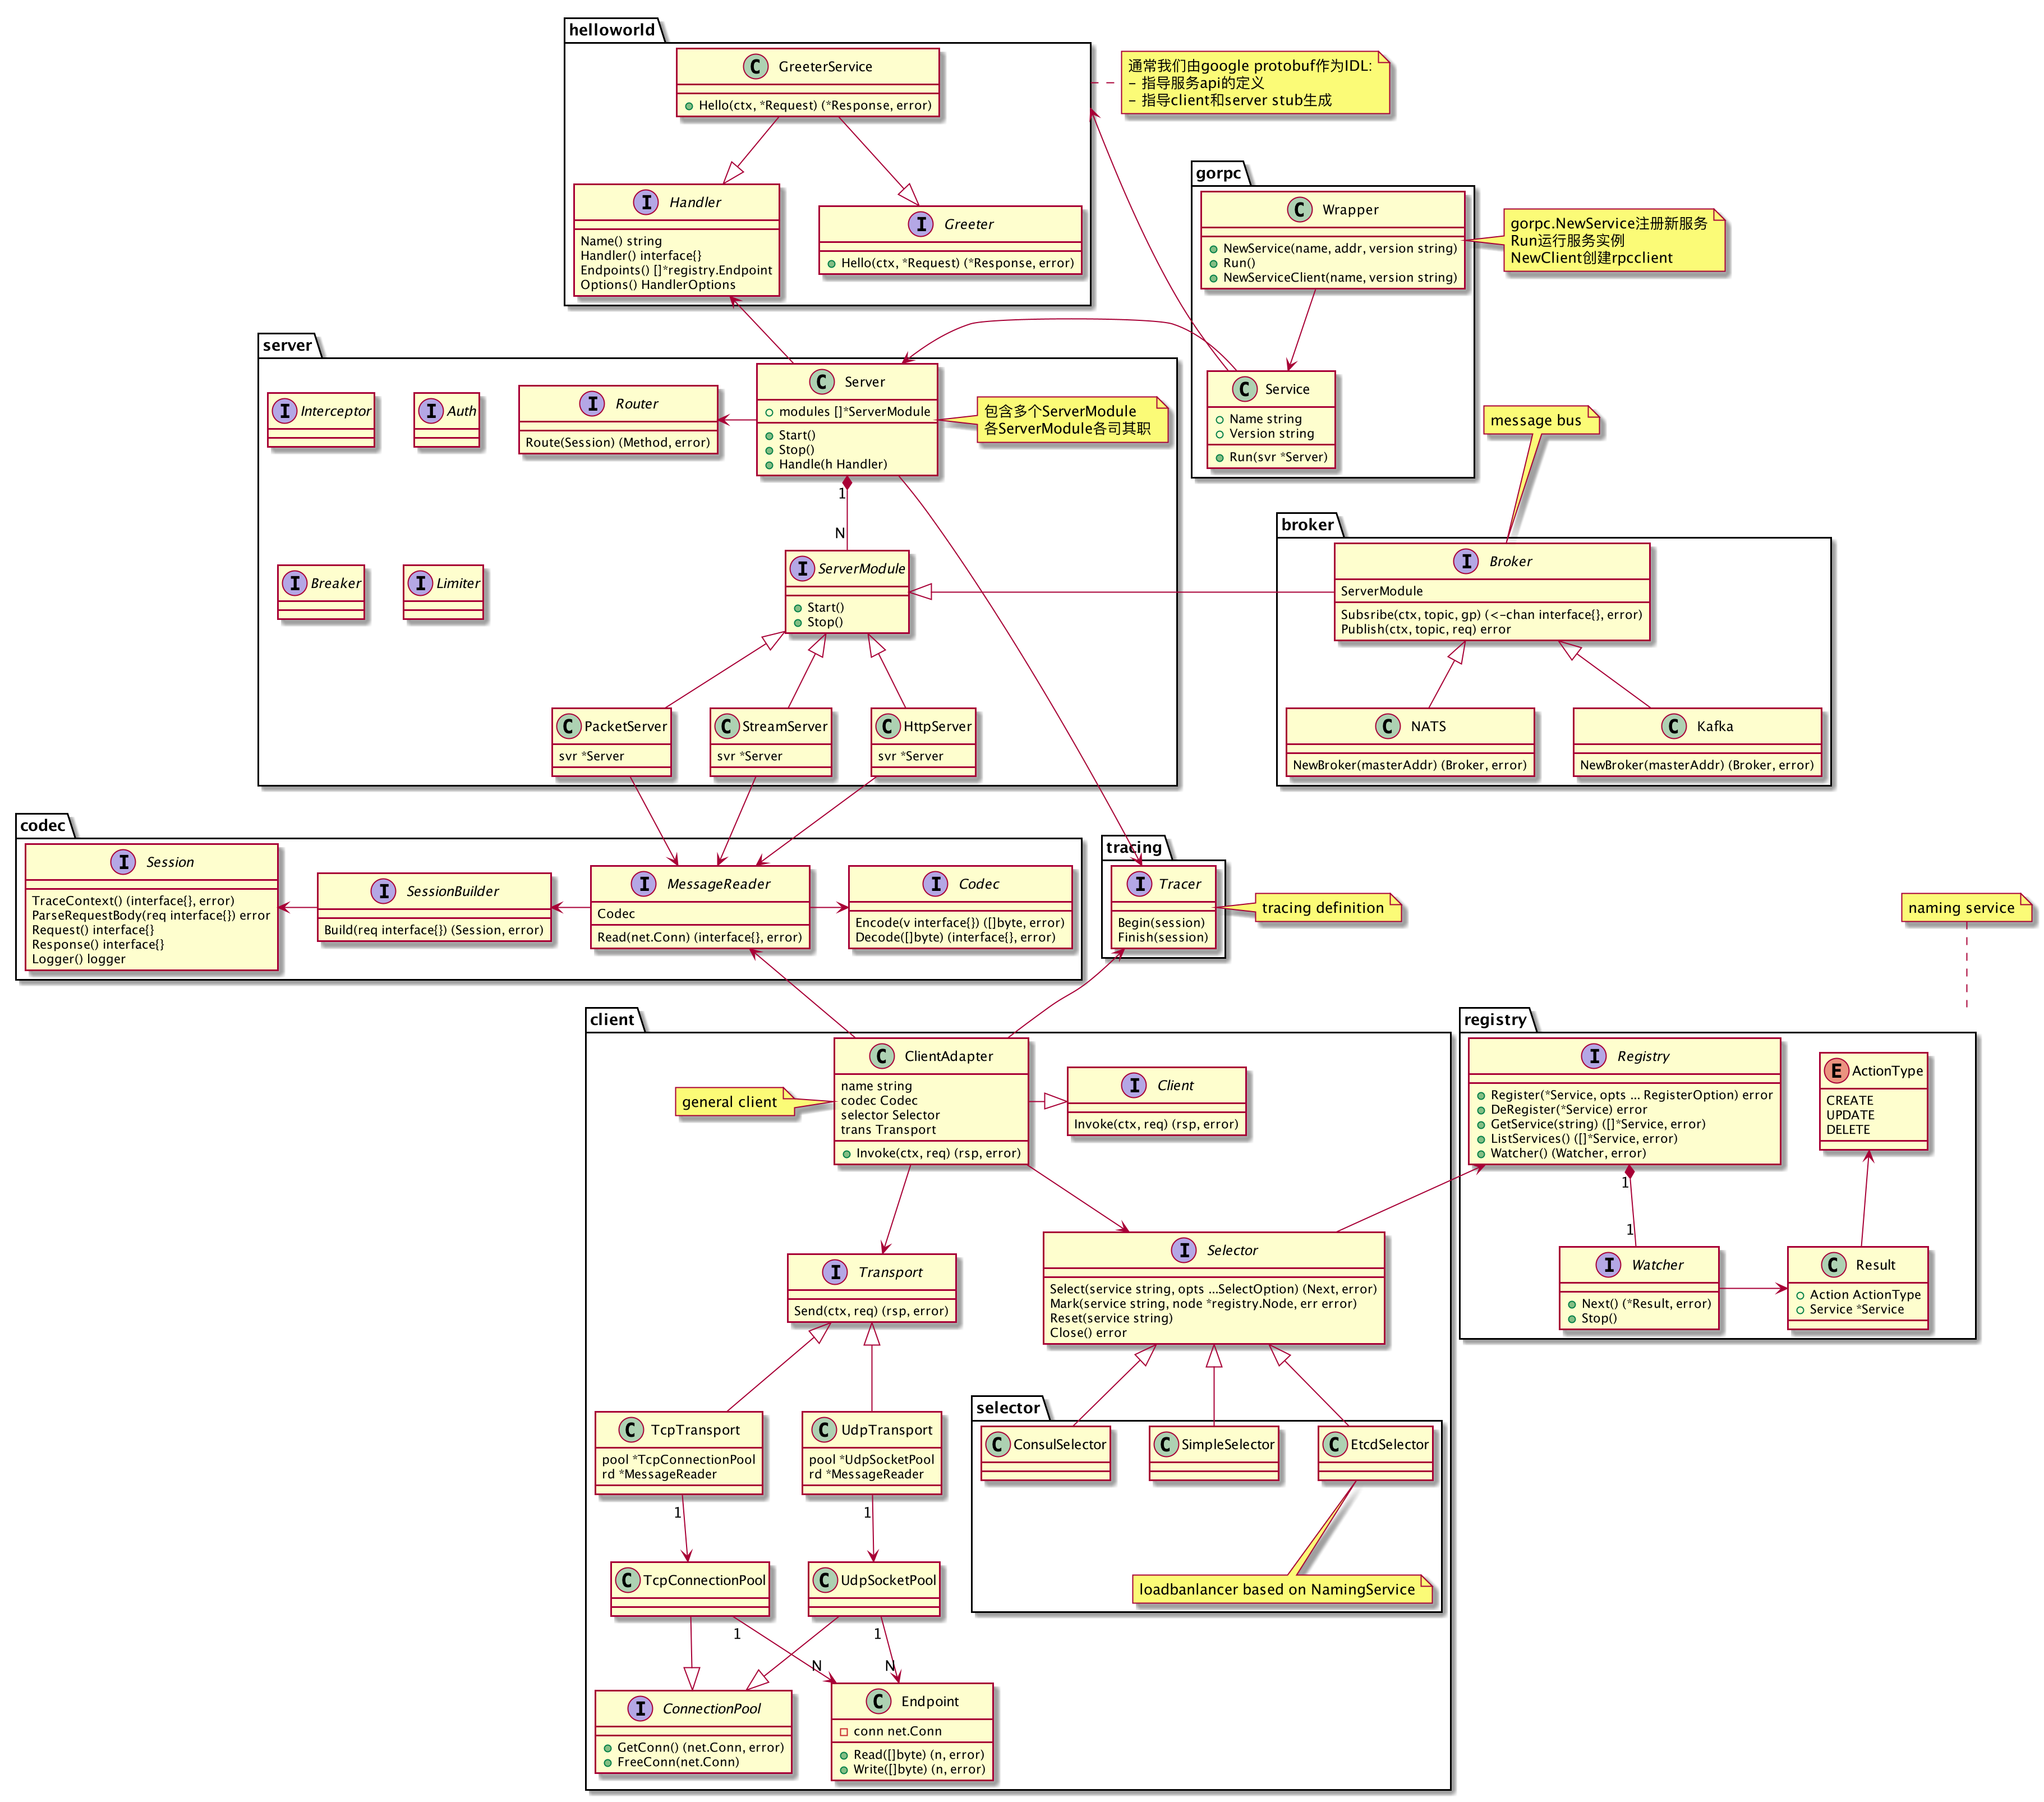 helloworld
GreeterService
Hello(ctx, *Request) (*Response, error)
通常我们由google protobuf作为IDL:
- 指导服务api的定义
- 指导client和server stub生成
Handler
Name() string
Handler() interface{}
Endpoints() []*registry.Endpoint
Options() HandlerOptions
Greeter
Hello(ctx, *Request) (*Response, error)
gorpc
Wrapper
NewService(name, addr, version string)
Run()
NewServiceClient(name, version string)
gorpc.NewService注册新服务
Run运行服务实例
NewClient创建rpcclient
Service
Name string
Version string
Run(svr *Server)
server
Interceptor
Auth
Router
Route(Session) (Method, error)
Server
modules []*ServerModule
Start()
Stop()
Handle(h Handler)
包含多个ServerModule
各ServerModule各司其职
1
N
Breaker
Limiter
ServerModule
Start()
Stop()
PacketServer
svr *Server
StreamServer
svr *Server
HttpServer
svr *Server
message bus
broker
Broker
ServerModule
Subsribe(ctx, topic, gp) (<-chan interface{}, error)
Publish(ctx, topic, req) error
NATS
NewBroker(masterAddr) (Broker, error)
Kafka
NewBroker(masterAddr) (Broker, error)
codec
Session
TraceContext() (interface{}, error)
ParseRequestBody(req interface{}) error
Request() interface{}
Response() interface{}
Logger() logger
SessionBuilder
Build(req interface{}) (Session, error)
MessageReader
Codec
Read(net.Conn) (interface{}, error)
Codec
Encode(v interface{}) ([]byte, error)
Decode([]byte) (interface{}, error)
tracing
Tracer
Begin(session)
Finish(session)
tracing definition
naming service
client
general client
ClientAdapter
name string
codec Codec
selector Selector
trans Transport
Invoke(ctx, req) (rsp, error)
Client
Invoke(ctx, req) (rsp, error)
Transport
Send(ctx, req) (rsp, error)
Selector
Select(service string, opts ...SelectOption) (Next, error)
Mark(service string, node *registry.Node, err error)
Reset(service string)
Close() error
TcpTransport
pool *TcpConnectionPool
rd *MessageReader
UdpTransport
pool *UdpSocketPool
rd *MessageReader
1
1
selector
ConsulSelector
SimpleSelector
EtcdSelector
loadbanlancer based on NamingService
TcpConnectionPool
UdpSocketPool
1
1
N
N
ConnectionPool
GetConn() (net.Conn, error)
FreeConn(net.Conn)
Endpoint
conn net.Conn
Read([]byte) (n, error)
Write([]byte) (n, error)
registry
Registry
Register(*Service, opts ... RegisterOption) error
DeRegister(*Service) error
GetService(string) ([]*Service, error)
ListServices() ([]*Service, error)
Watcher() (Watcher, error)
ActionType
CREATE
UPDATE
DELETE
1
1
Watcher
Next() (*Result, error)
Stop()
Result
Action ActionType
Service *Service